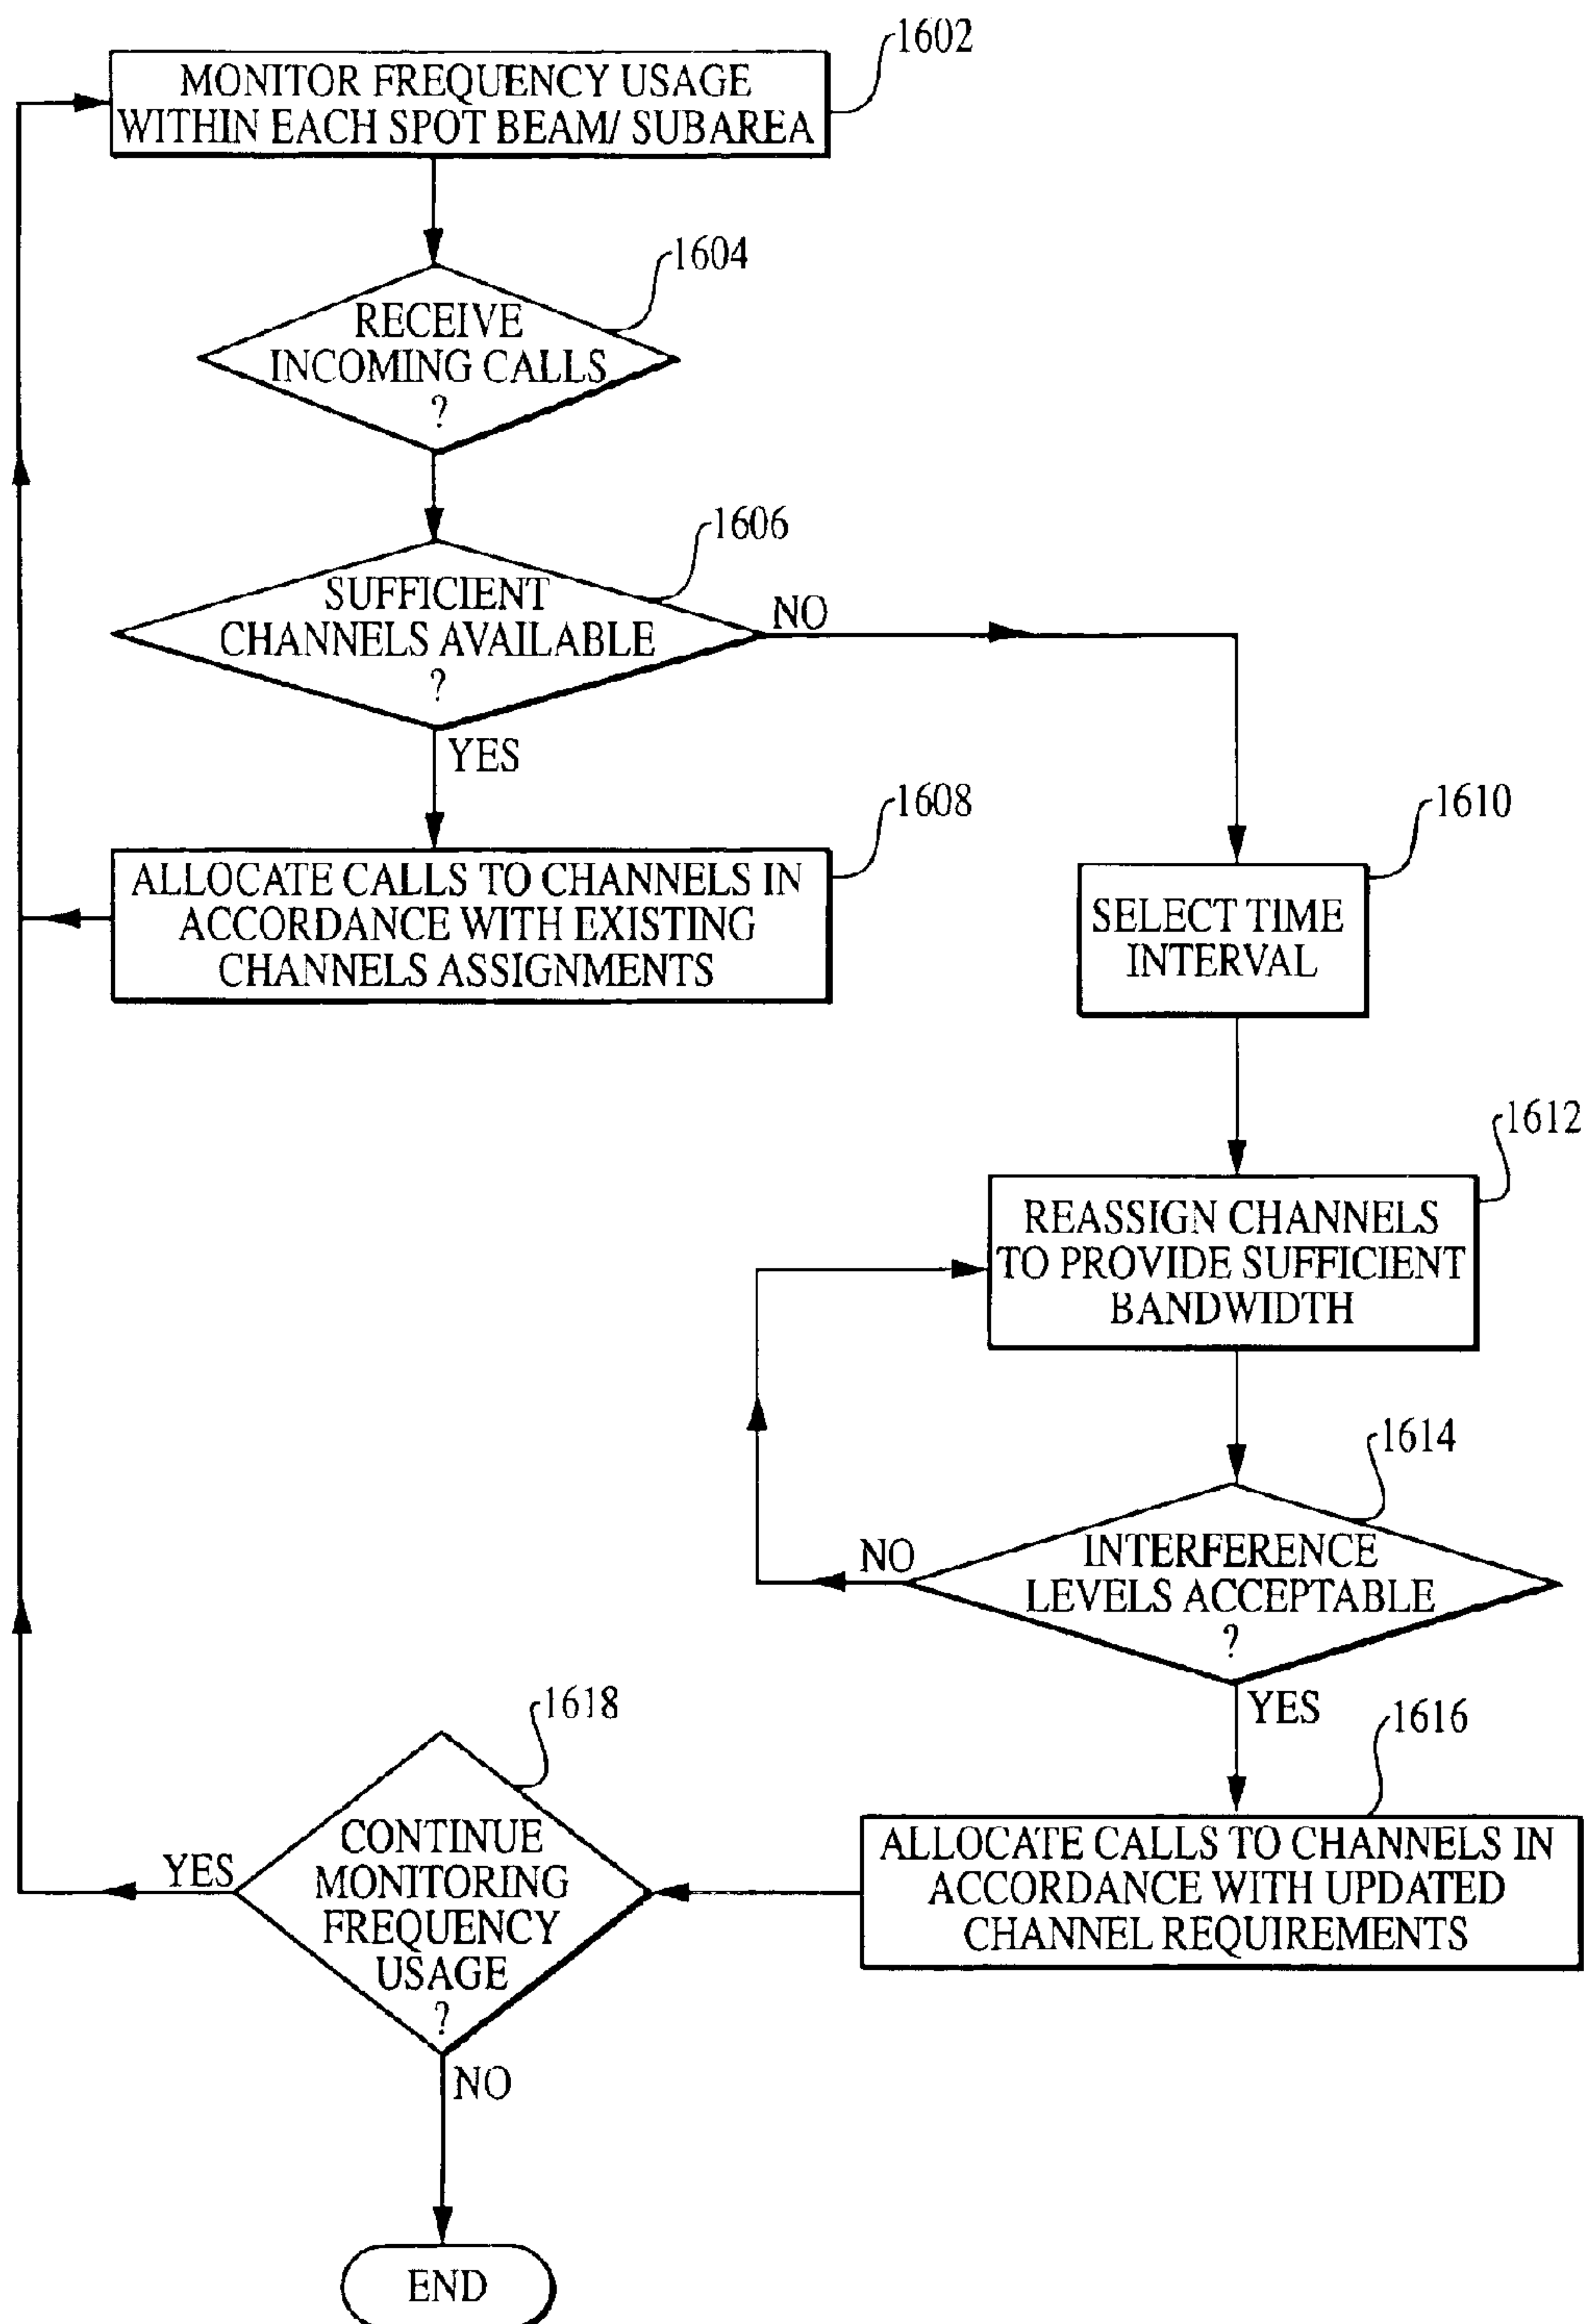 1602
MONITOR FREQUENCY USAGE
WITHIN EACH SPOT BEAM/ SUBAREA
1604
RECEIVE
INCOMING CALLS
?
1606
SUFFICIENT
CHANNELS AVAILABLE
?
NO
YES
1608
ALLOCATE CALLS TO CHANNELS IN
ACCORDANCE WITH EXISTING
CHANNELS ASSIGNMENTS
1610
SELECT TIME
INTERVAL
1612
REASSIGN CHANNELS
TO PROVIDE SUFFICIENT
BANDWIDTH
1614
INTERFERENCE
LEVELS ACCEPTABLE
?
NO
YES
1616
ALLOCATE CALLS TO CHANNELS IN
ACCORDANCE WITH UPDATED
CHANNEL REQUIREMENTS
1618
CONTINUE
MONITORING
FREQUENCY
USAGE
?
YES
NO
END